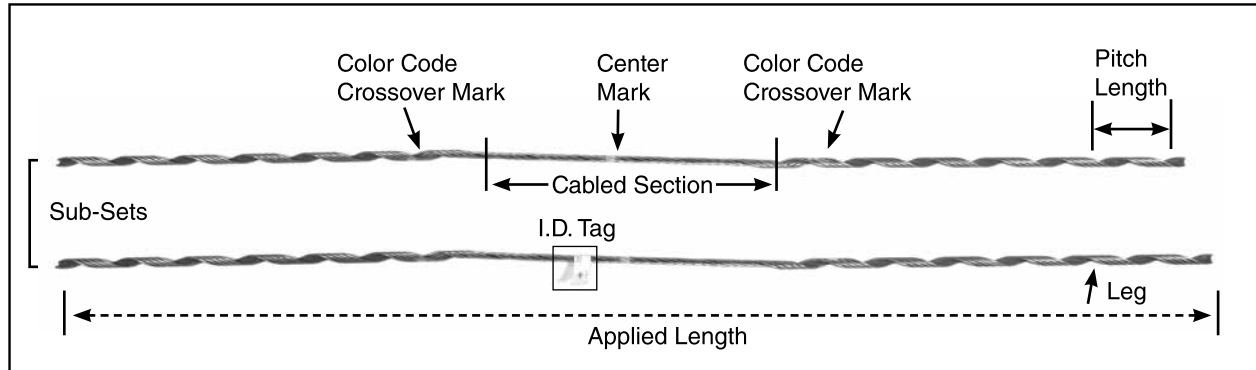 Color Code
Crossover Mark
Center
Mark
Color Code
Crossover Mark
Pitch
Length
Cabled Section
Sub-Sets
I.D. Tag
Leg
Applied Length